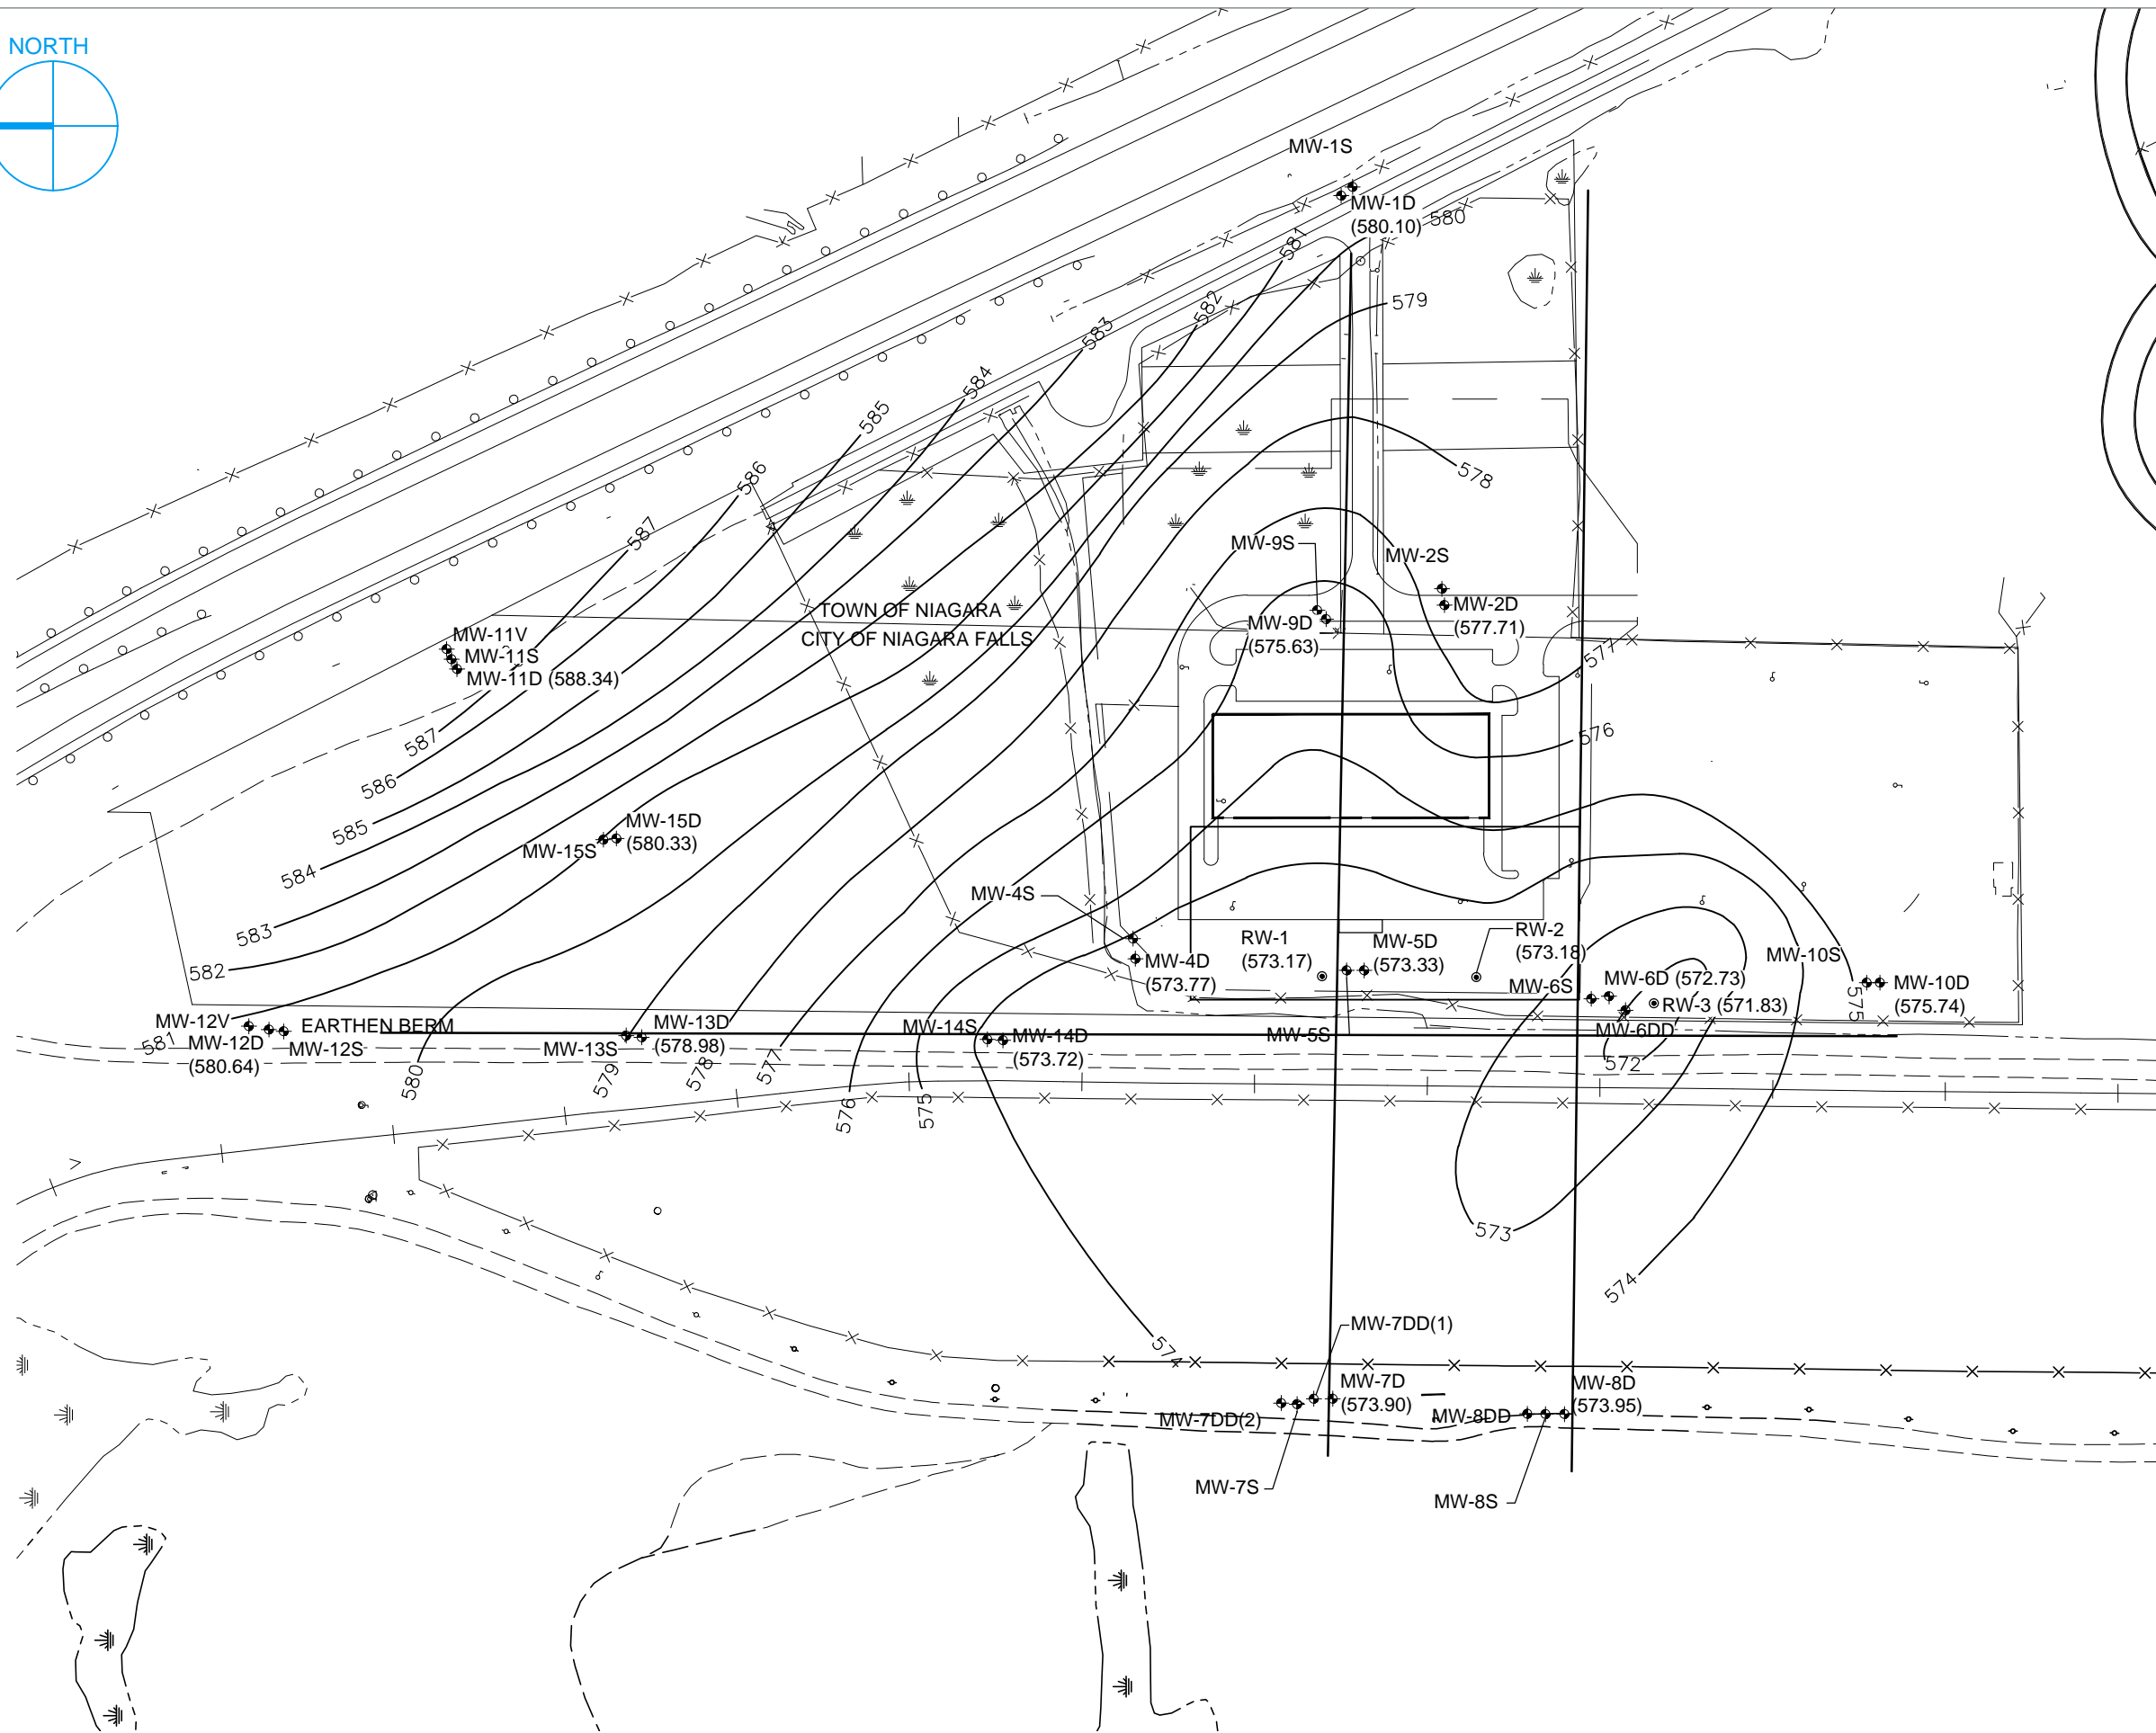 NORTH
MW-1S
MW-1D
(580.10)
580
581
579
582
583
584
585
578
586
587
MW-9S
MW-2S
MW-2D
(577.71)
MW-9D
(575.63)
TOWN OF NIAGARA
CITY OF NIAGARA FALLS
MW-11V
MW-11S
MW-11D (588.34)
577
576
587
586
585
584
583
582
581
MW-15D
(580.33)
MW-15S
MW-4S
MW-4D
(573.77)
RW-1
(573.17)
MW-5D
(573.33)
RW-2
(573.18)
MW-10S
MW-6S
MW-6D (572.73)
RW-3 (571.83)
MW-10D
(575.74)
575
MW-12V
MW-12D
(580.64)
MW-12S
EARTHEN BERM
MW-13S
MW-13D
(578.98)
MW-14S
MW-14D
(573.72)
MW-5S
MW-6DD
572
580
579
578
577
576
575
573
574
574
MW-7DD(1)
MW-7D
(573.90)
MW-7DD(2)
MW-8D
(573.95)
MW-8DD
MW-7S
MW-8S